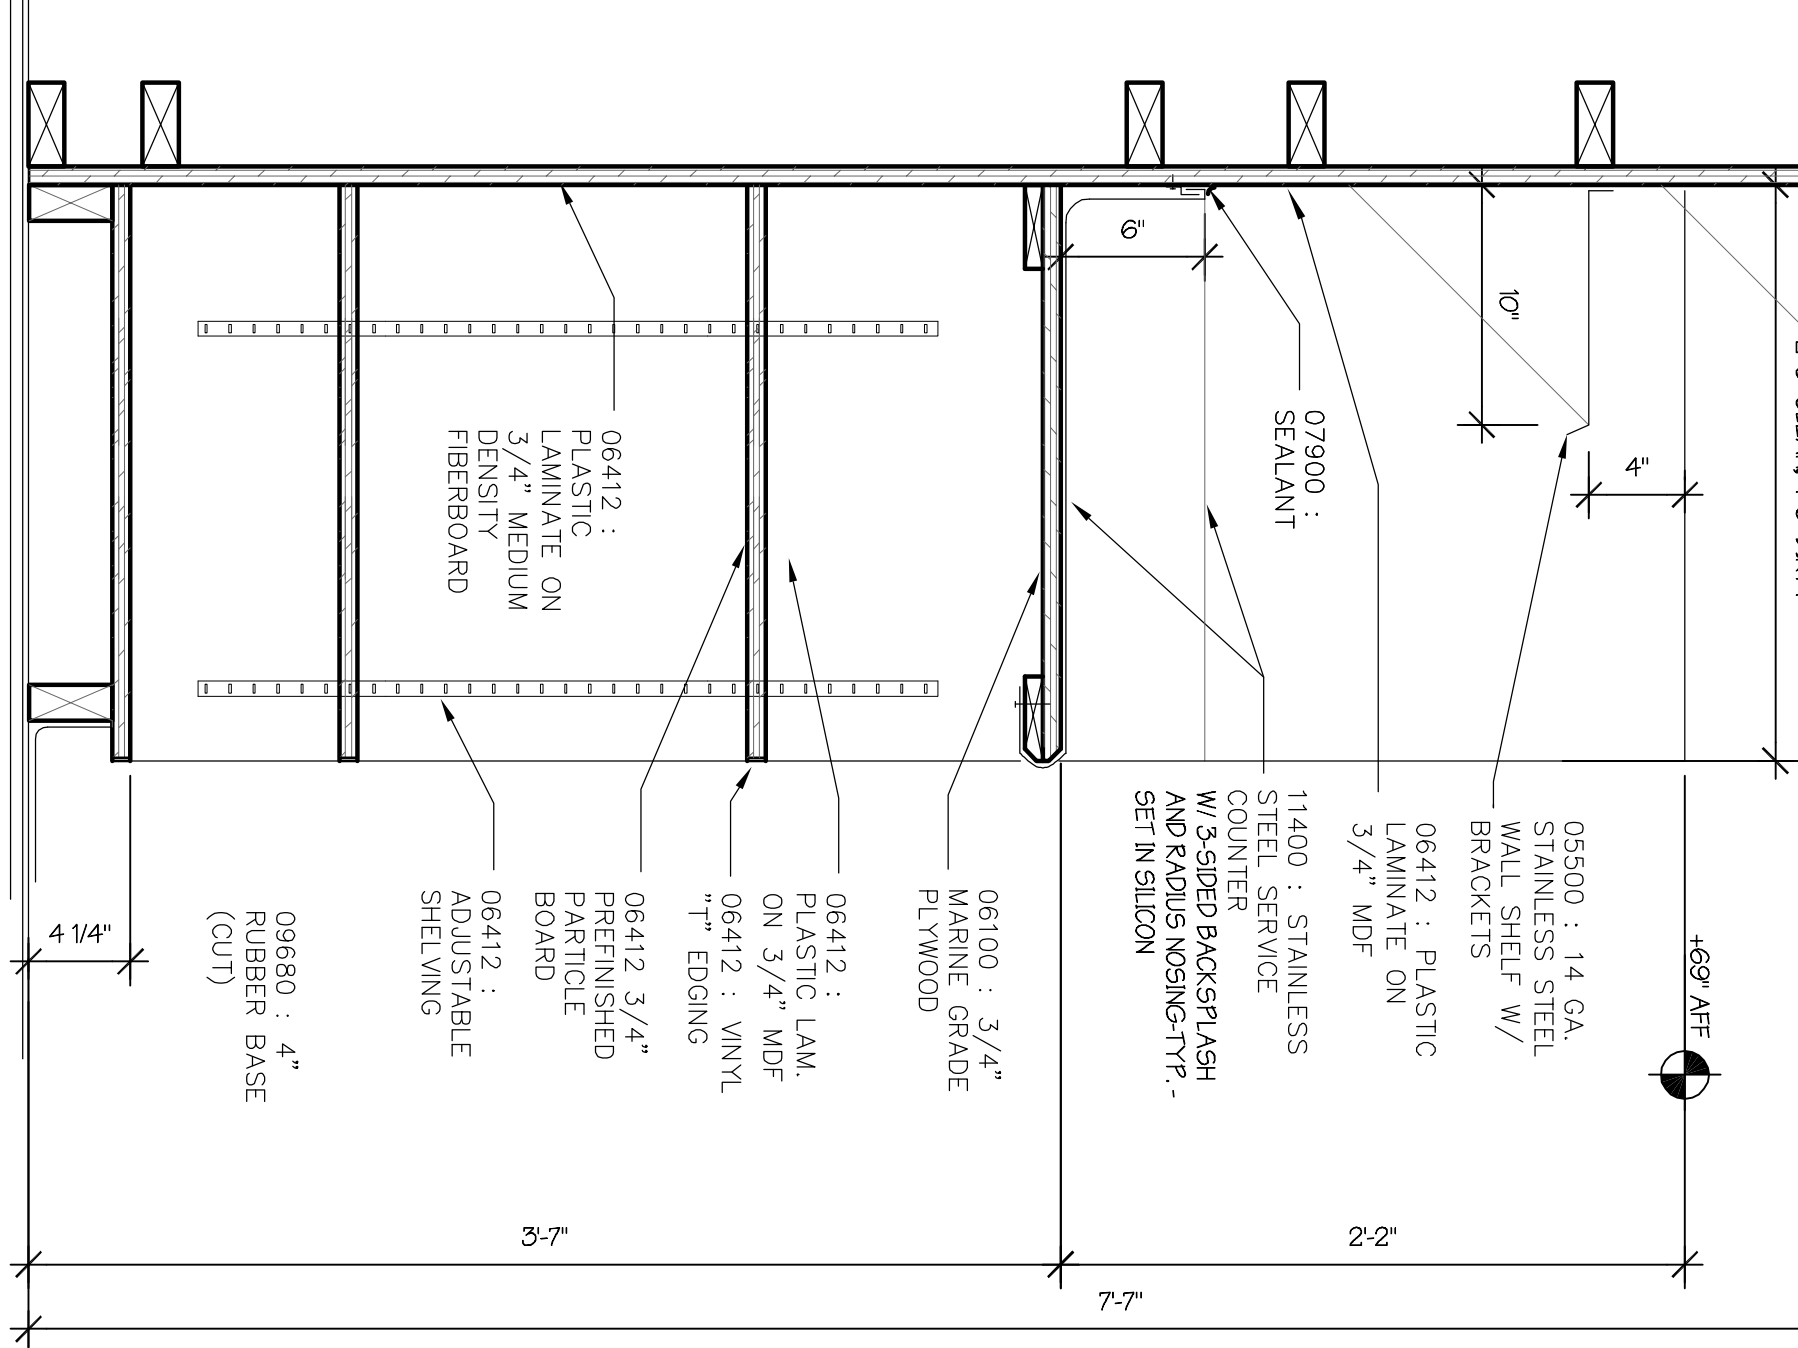 6"
10"
4"
07900 :
SEALANT
06412 :
PLASTIC
LAMINATE ON
3/4" MEDIUM
DENSITY
FIBERBOARD
05500 : 14 GA.
STAINLESS STEEL
WALL SHELF W/
BRACKETS
06412 : PLASTIC
LAMINATE ON
3/4" MDF
11400 : STAINLESS
STEEL SERVICE
COUNTER
W/ 3-SIDED BACKSPLASH
AND RADIUS NOSING-TYP. -
SET IN SILICON
06100 : 3/4"
MARINE GRADE
PLYWOOD
06412 :
PLASTIC LAM.
ON 3/4" MDF
06412 : VINYL
"T" EDGING
06412 3/4"
PREFINISHED
PARTICLE
BOARD
06412 :
ADJUSTABLE
SHELVING
09680 : 4"
RUBBER BASE
(CUT)
4 1/4"
+69" AFF
3'-7"
2'-2"
7'-7"